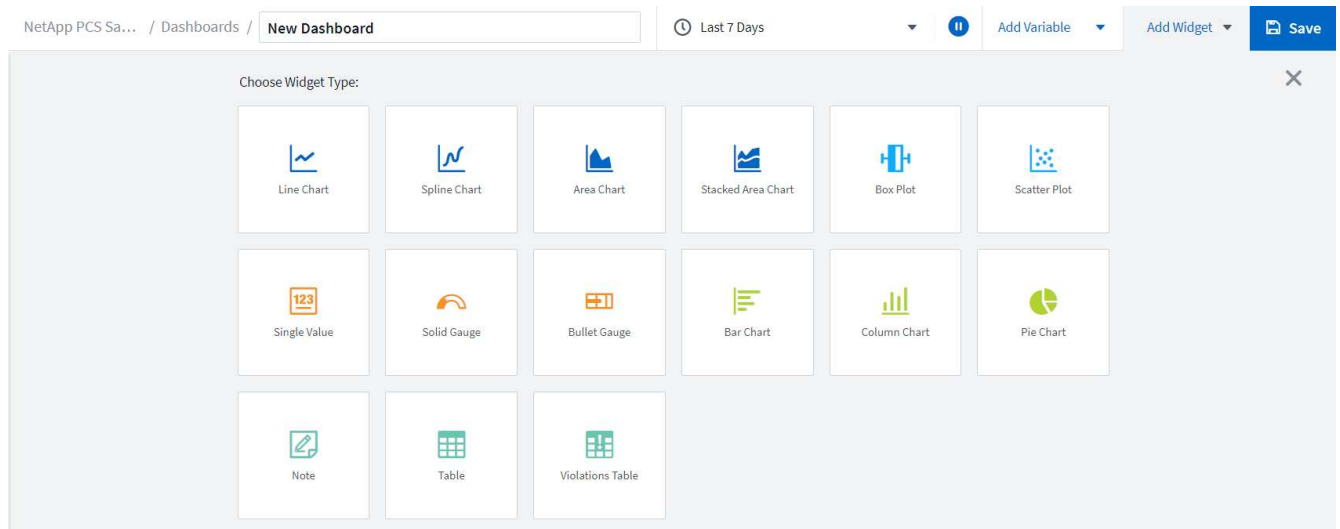 NetApp PCS Sa... / Dashboards / New Dashboard Last 7 Days Add Variable Add Widget Save
Choose Widget Type:
Line Chart Spline Chart Area Chart Stacked Area Chart Box Plot Scatter Plot
123
Single Value Solid Gauge Bullet Gauge Bar Chart Column Chart Pie Chart
Note Table Violations Table